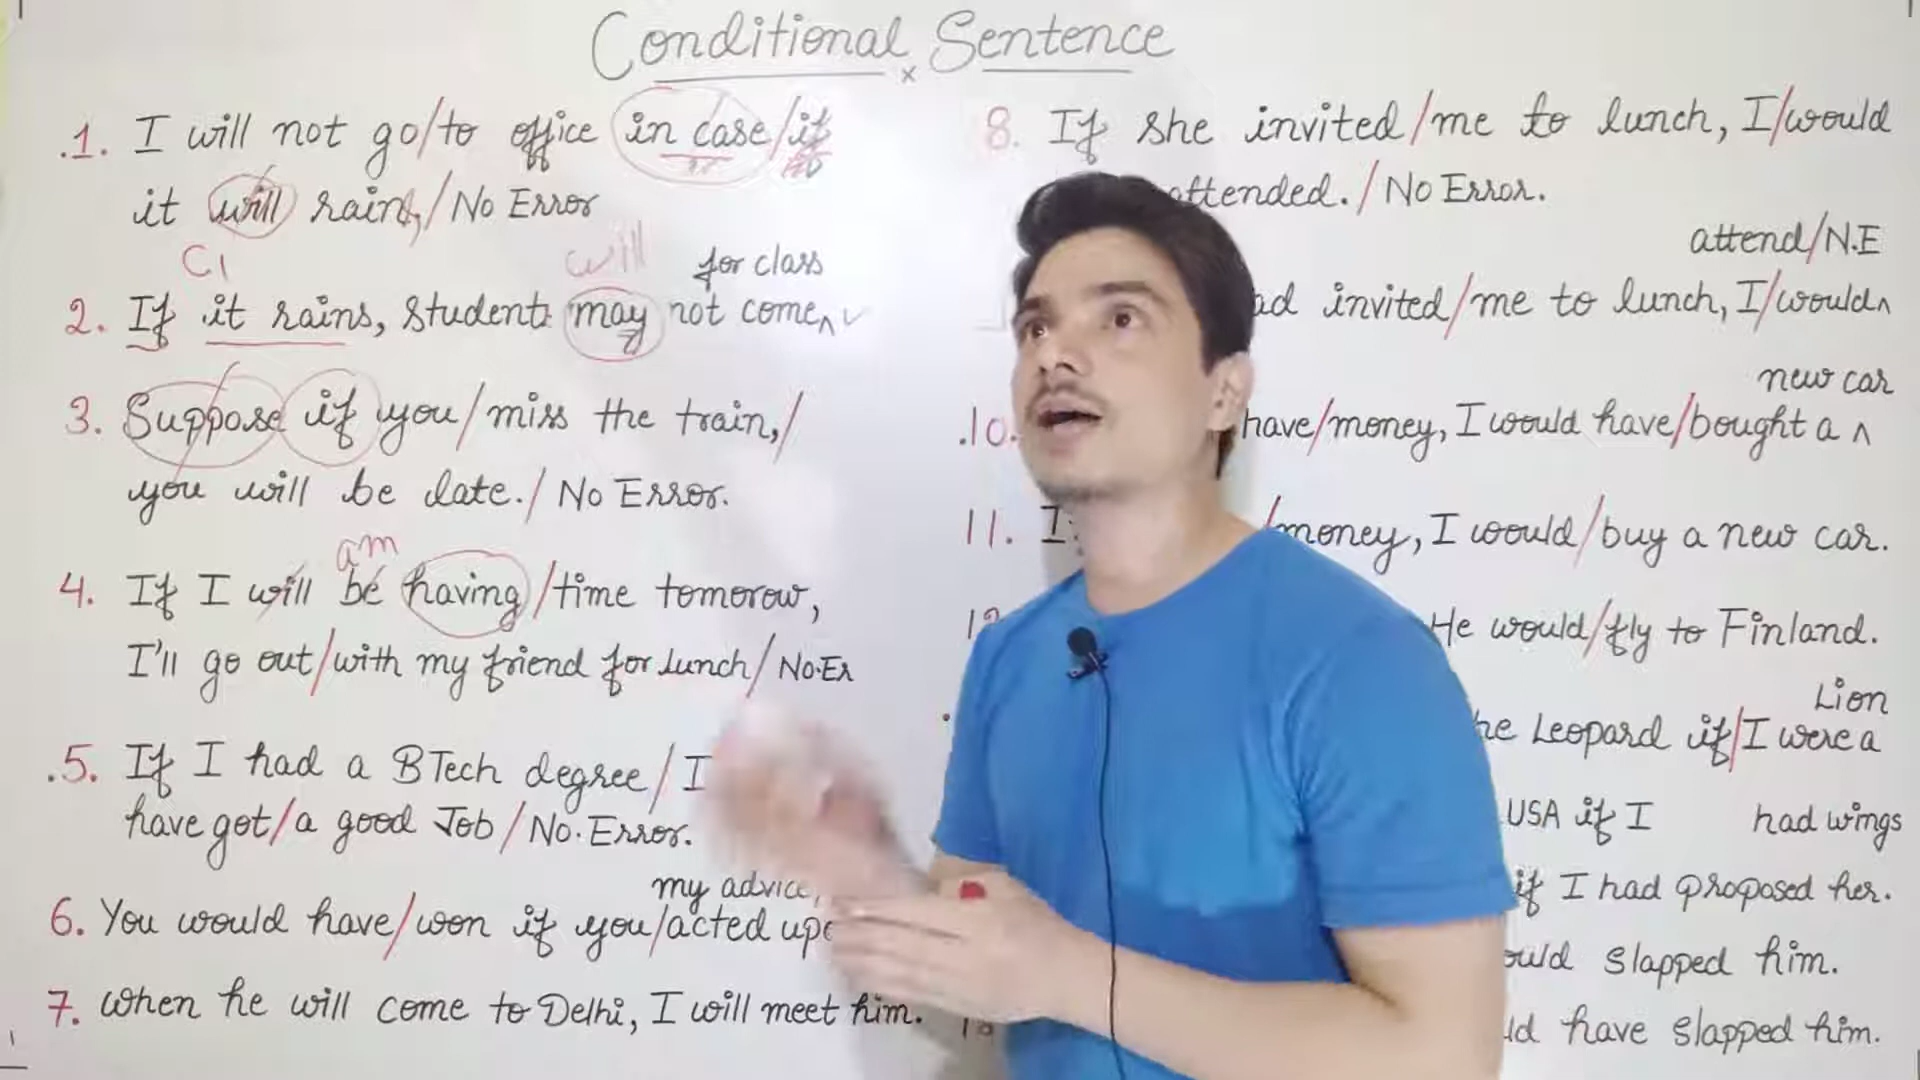 Conditional Sentence
.1. I will not go/to office in case/if
it will rain,/No Error
C1
will for class
2. If it rains, Students may not come^
3. Suppose if you/miss the train,/
you will be late./ No Error.
am
4. If I will be having/time tomorow,
I'll go out/with my friend for lunch/ No.Er
.5. If I had a BTech degree/I
have got/a good Job/No. Error.
my advice,
6. You would have/won if you/acted
7. When he will come to Delhi, I will meet him.
8. If she invited/me to lunch, I/would
attended./ No Error.
attend/N.E
invited/me to lunch, I/would^
new car
.10. have/money, I would have/bought a ^
11. /money, I would/buy a new car.
He would/fly to Finland.
Lion
Leopard if/I were a
USA if I had wings
if I had proposed her.
slapped him.
have slapped him.